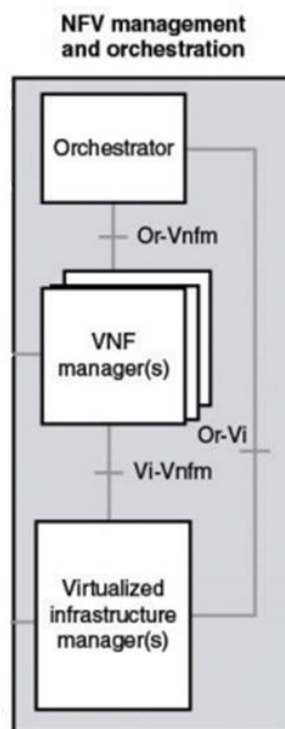 NFV management
and orchestration
Orchestrator
Or-Vnfm
VNF
manager(s)
Or-Vi
Vi-Vnfm
Virtualized
infrastructure
manager(s)